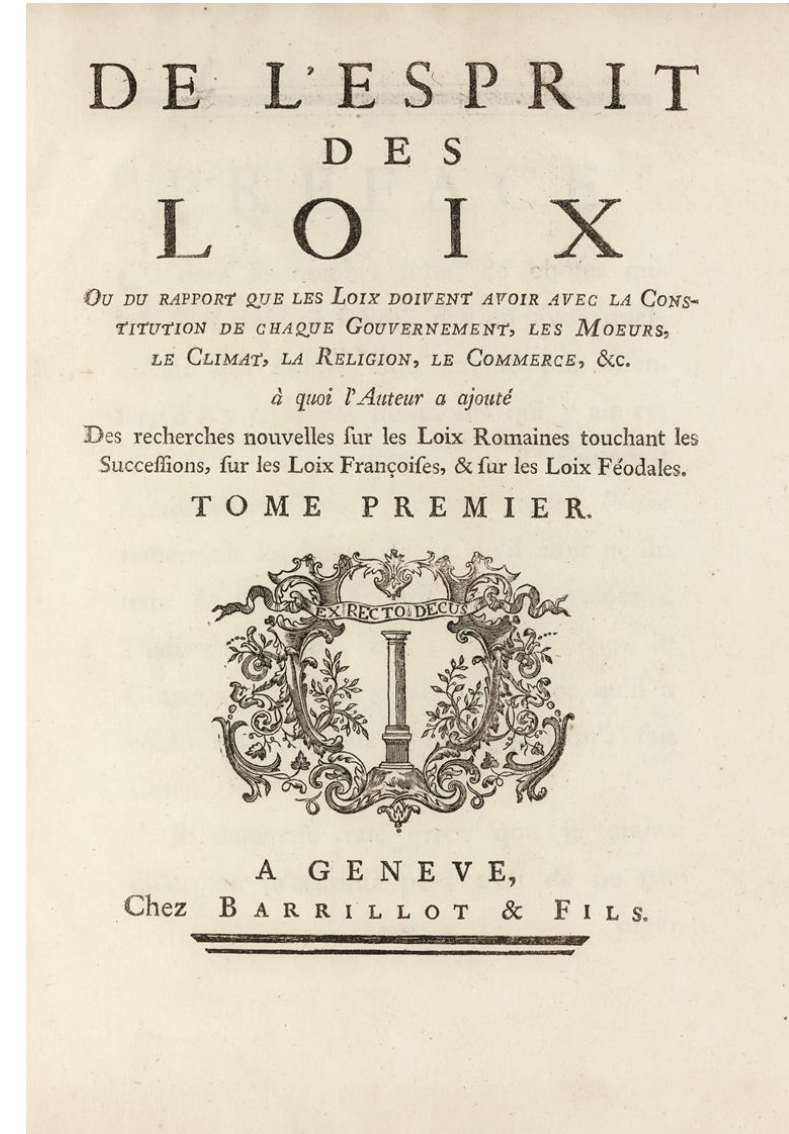 DE L'ESPRIT
DES
LOIX
OU DU RAPPORT QUE LES LOIX DOIVENT AVOIR AVEC LA CONS-
TITUTION DE CHAQUE GOUVERNEMENT, LES MOEURS,
LE CLIMAT, LA RELIGION, LE COMMERCE, &c.
à quoi l'Auteur a ajouté
Des recherches nouvelles ſur les Loix Romaines touchant les
Succeſſions, ſur les Loix Françoiſes, & ſur les Loix Féodales.
TOME PREMIER.
EX RECTO DECUS
A GENEVE,
Chez BARRILLOT & FILS.